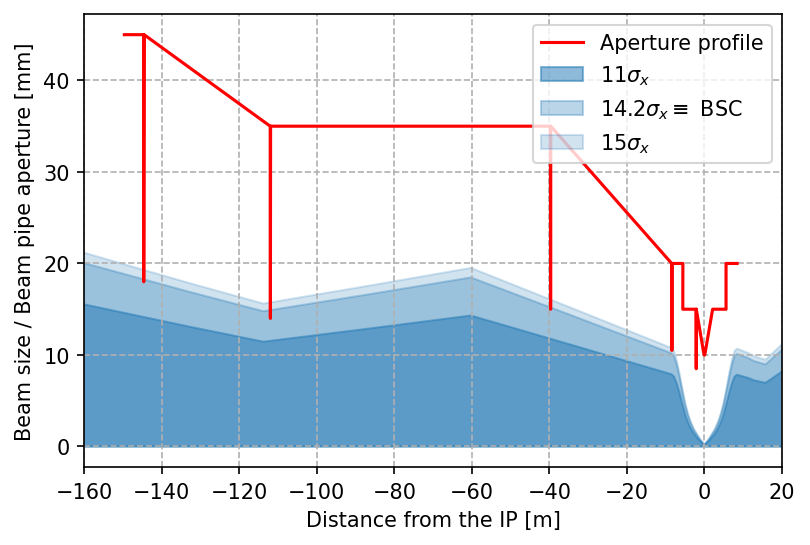 Beam size / Beam pipe aperture [mm]
40
30
20
10
0
Aperture profile
11σₓ
14.2σₓ ≡ BSC
15σₓ
−160 −140 −120 −100 −80 −60 −40 −20 0 20
Distance from the IP [m]